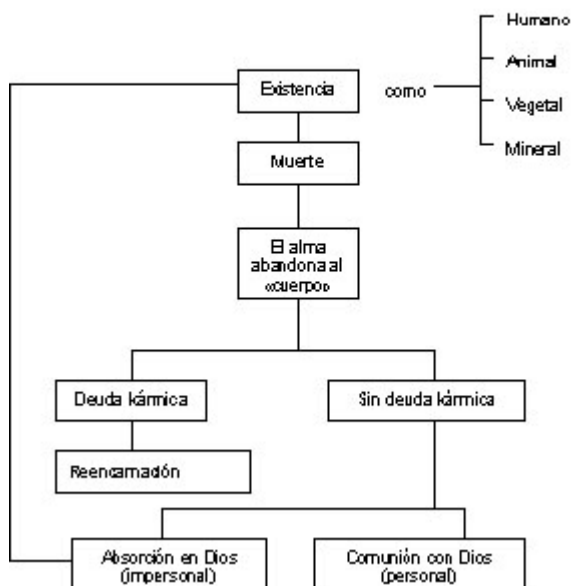 Humano
Existencia
como
Animal
Vegetal
Mineral
Muerte
El alma
abandona al
«cuerpo»
Deuda kármica
Sin deuda kármica
Reencarnación
Absorción en Dios
(impersonal)
Comunión con Dios
(personal)